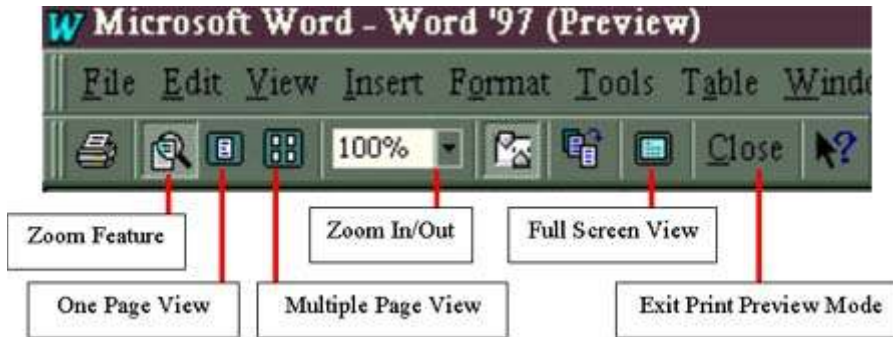 W Microsoft Word - Word '97 (Preview)
File Edit View Insert Format Tools Table
100% Close ?
Zoom Feature Zoom In/Out Full Screen View
One Page View Multiple Page View Exit Print Preview Mode